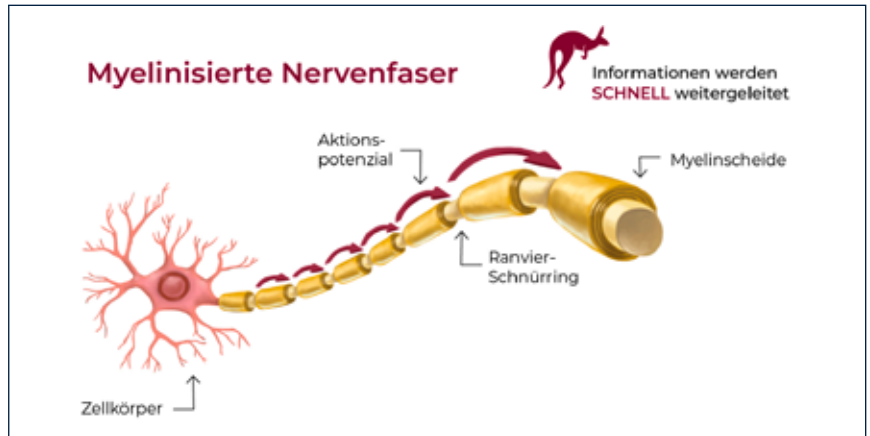 Myelinisierte Nervenfaser
Informationen werden
SCHNELL weitergeleitet
Aktions-
potenzial
Myelinscheide
Ranvier-
Schnürring
Zellkörper